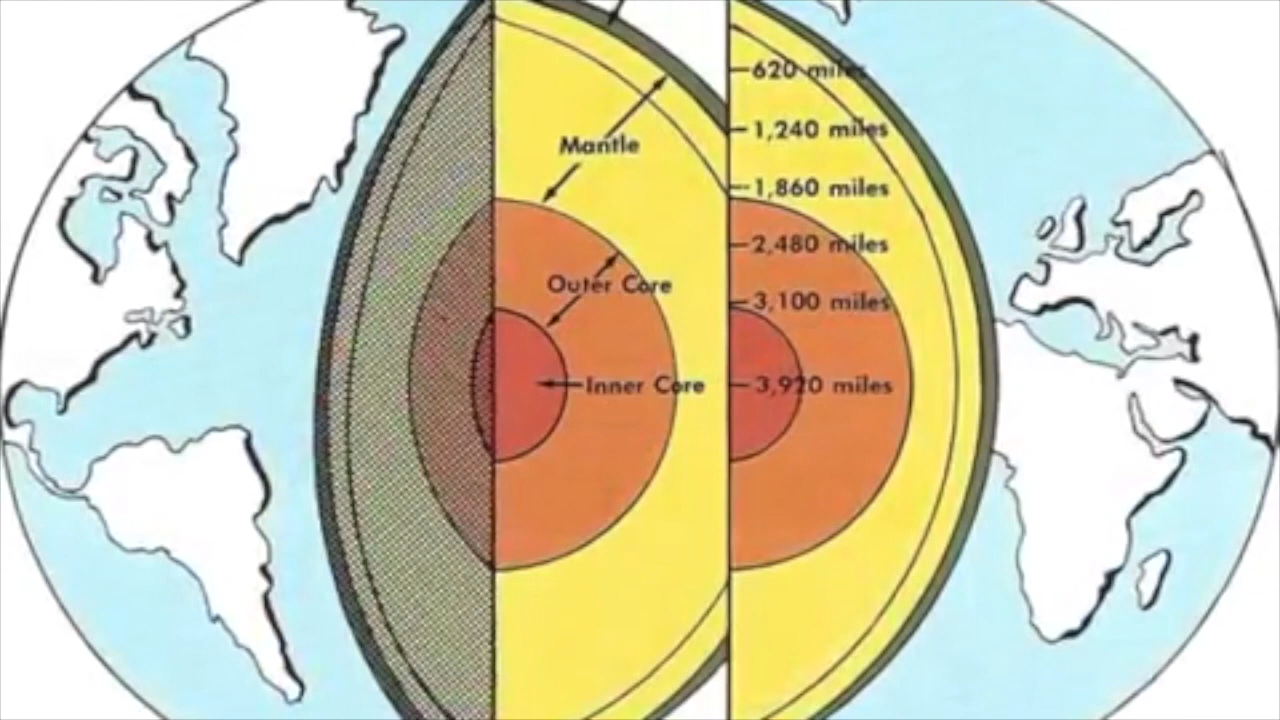 620 miles
1,240 miles
Mantle
1,860 miles
2,480 miles
Outer Core
3,100 miles
Inner Core
3,920 miles